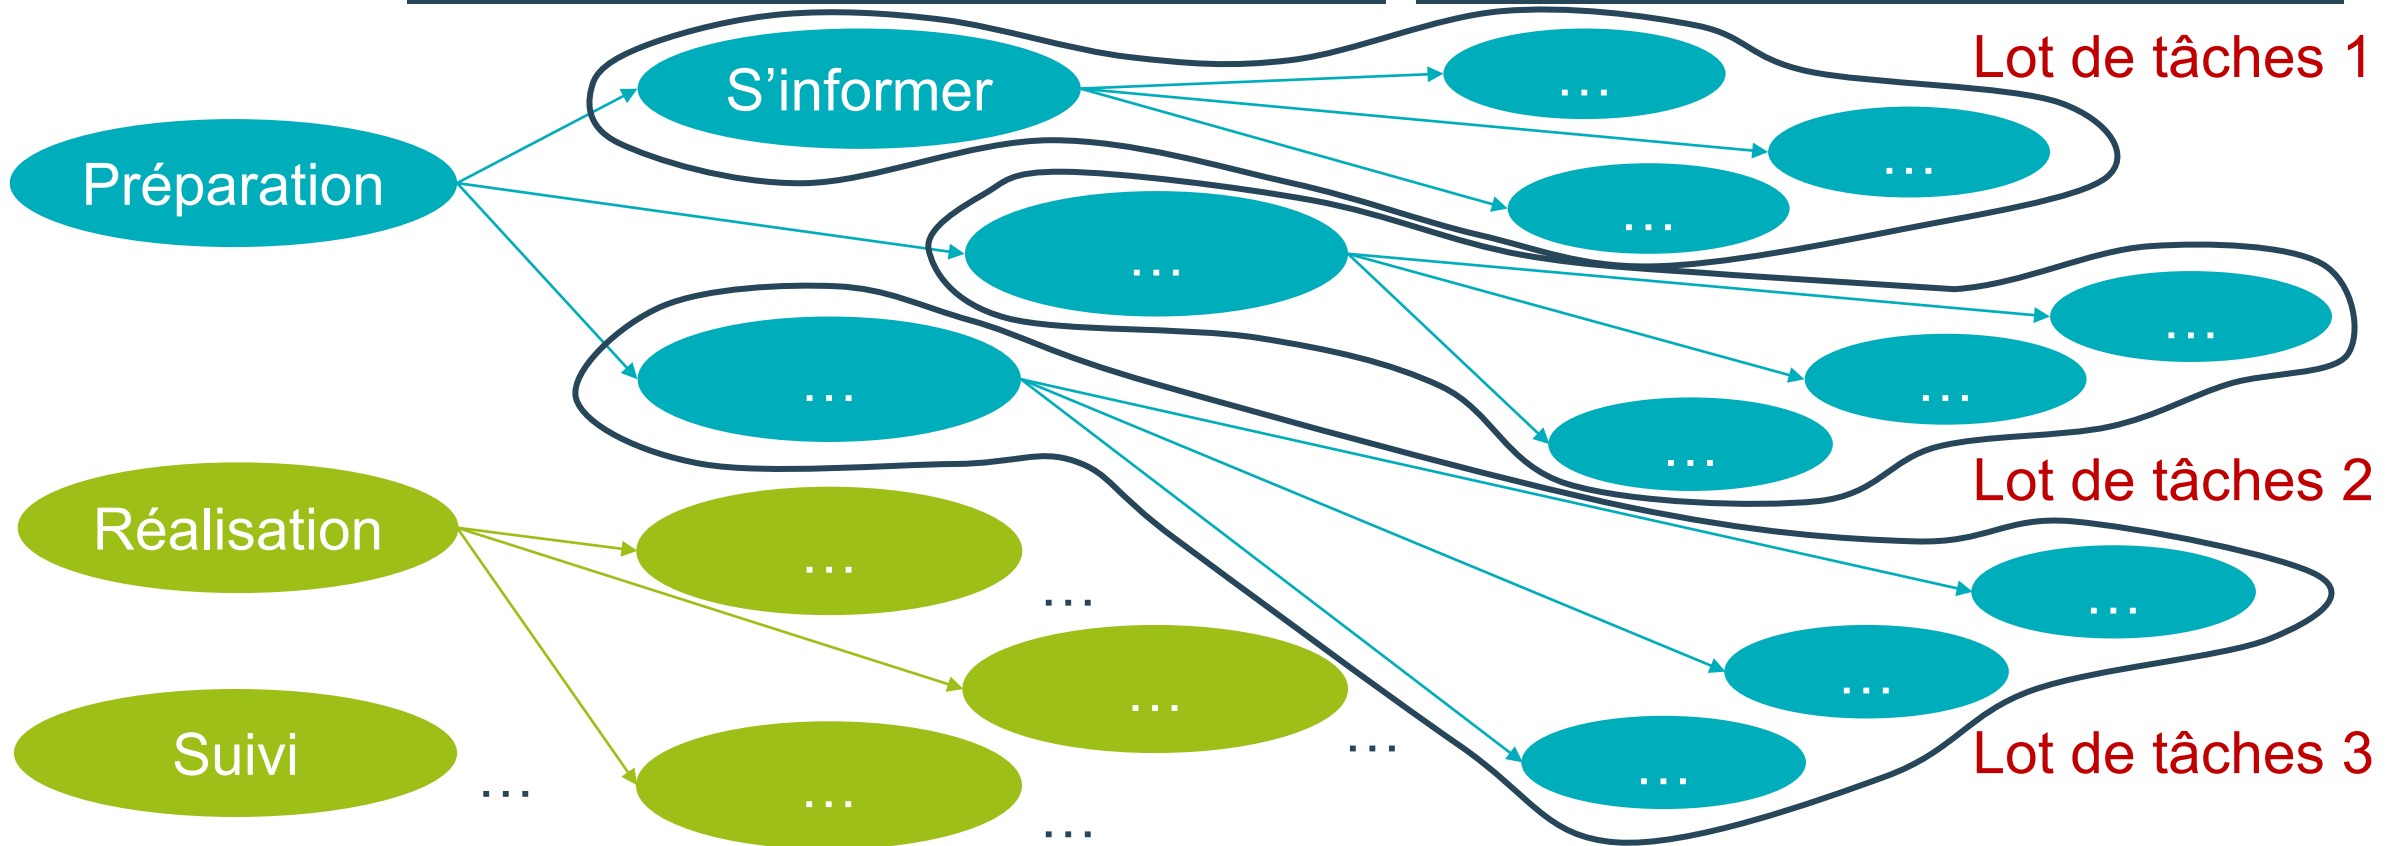 S’informer
…
Lot de tâches 1
…
Préparation
…
…
…
…
…
…
Lot de tâches 2
Réalisation
…
…
…
…
…
…
Lot de tâches 3
Suivi
…
…
…
…